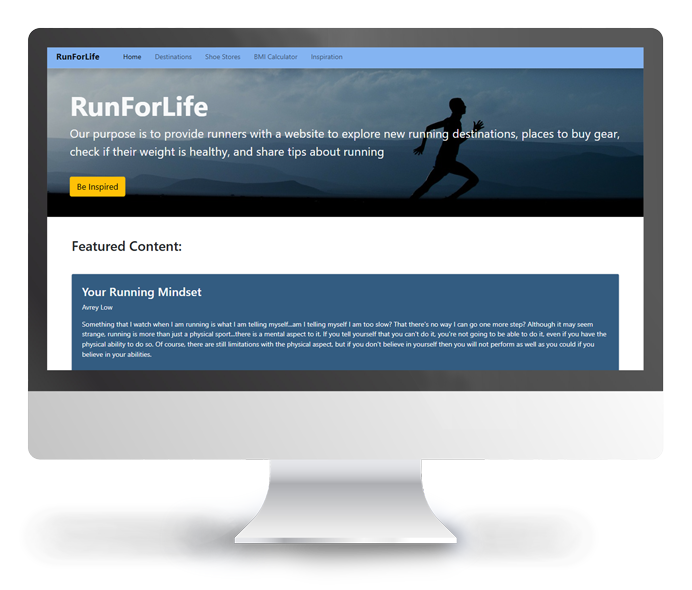 RunForLife Home Destinations Shoe Stores BMI Calculator Inspiration
RunForLife
Our purpose is to provide runners with a website to explore new running destinations, places to buy gear,
check if their weight is healthy, and share tips about running
Be Inspired
Featured Content:
Your Running Mindset
Avrey Low
Something that I watch when I am running is what I am telling myself...am I telling myself I am too slow? That there's no way I can go one more step? Although it may seem
strange, running is more than just a physical sport...there is a mental aspect to it. If you tell yourself that you can't do it, you're not going to be able to do it, even if you have the
physical ability to do so. Of course, there are still limitations with the physical aspect, but if you don't believe in yourself then you will not perform as well as you could if you
believe in your abilities.